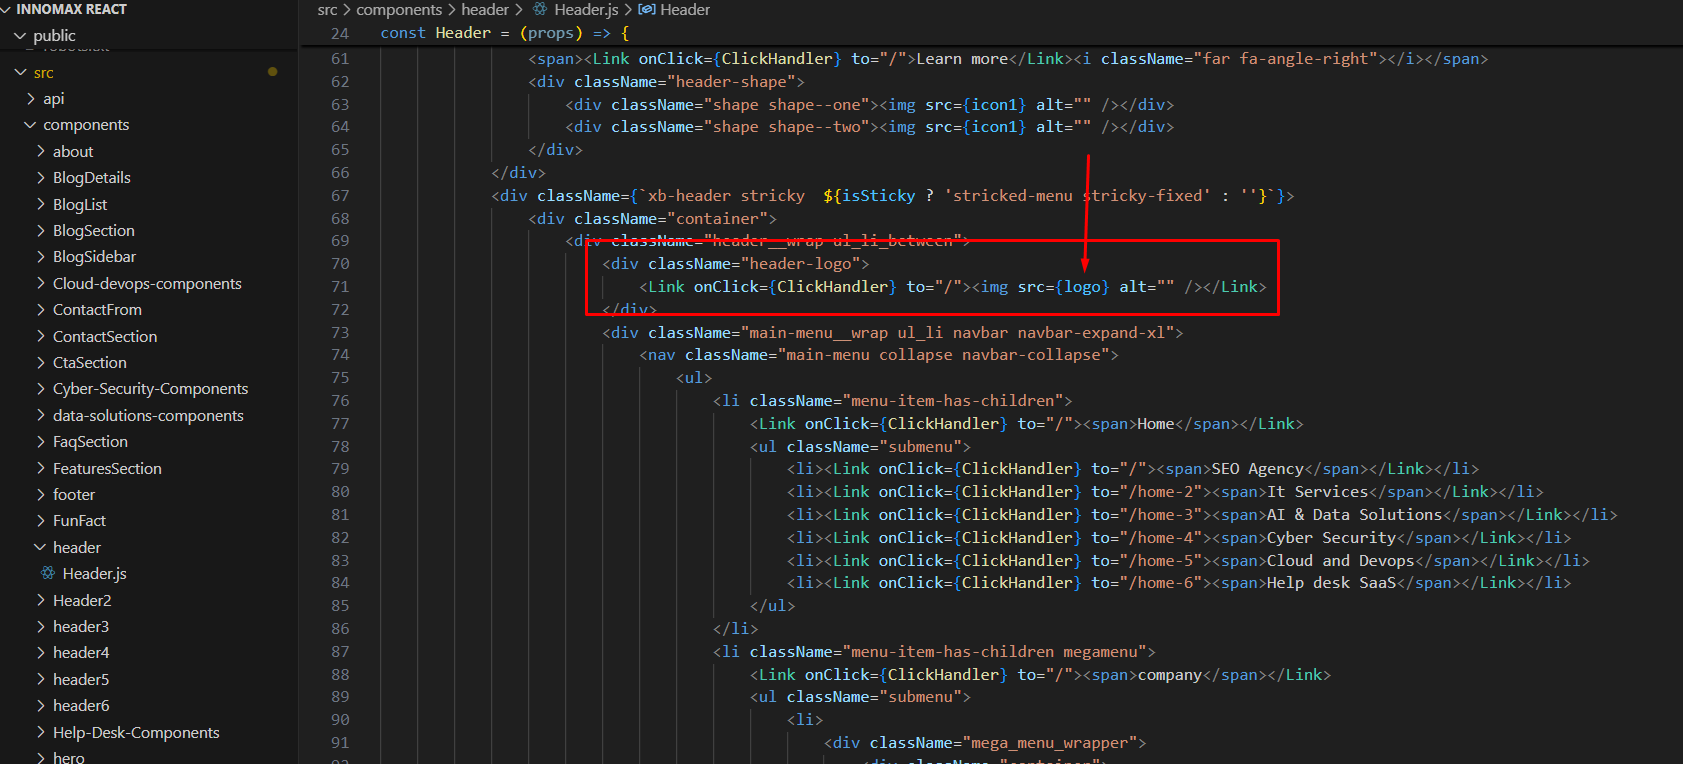 INNOMAX REACT
public
src
api
components
about
BlogDetails
BlogList
BlogSection
BlogSidebar
Cloud-devops-components
ContactFrom
ContactSection
CtaSection
Cyber-Security-Components
data-solutions-components
FaqSection
FeaturesSection
footer
FunFact
header
Header.js
Header2
header3
header4
header5
header6
Help-Desk-Components
hero
src > components > header > Header.js > Header
24 const Header = (props) => {
61 <span><Link onClick={ClickHandler} to="/">Learn more</Link><i className="far fa-angle-right"></i></span>
62 <div className="header-shape">
63 <div className="shape shape--one"><img src={icon1} alt="" /></div>
64 <div className="shape shape--two"><img src={icon1} alt="" /></div>
65 </div>
66 </div>
67 <div className={`xb-header stricky  ${isSticky ? 'stricked-menu stricky-fixed' : ''}`}>
68 <div className="container">
69 <div className="header__wrap ul_li_between">
70 <div className="header-logo">
71 <Link onClick={ClickHandler} to="/"><img src={logo} alt="" /></Link>
72 </div>
73 <div className="main-menu__wrap ul_li navbar navbar-expand-xl">
74 <nav className="main-menu collapse navbar-collapse">
75 <ul>
76 <li className="menu-item-has-children">
77 <Link onClick={ClickHandler} to="/"><span>Home</span></Link>
78 <ul className="submenu">
79 <li><Link onClick={ClickHandler} to="/"><span>SEO Agency</span></Link></li>
80 <li><Link onClick={ClickHandler} to="/home-2"><span>It Services</span></Link></li>
81 <li><Link onClick={ClickHandler} to="/home-3"><span>AI & Data Solutions</span></Link></li>
82 <li><Link onClick={ClickHandler} to="/home-4"><span>Cyber Security</span></Link></li>
83 <li><Link onClick={ClickHandler} to="/home-5"><span>Cloud and Devops</span></Link></li>
84 <li><Link onClick={ClickHandler} to="/home-6"><span>Help desk SaaS</span></Link></li>
85 </ul>
86 </li>
87 <li className="menu-item-has-children megamenu">
88 <Link onClick={ClickHandler} to="/"><span>company</span></Link>
89 <ul className="submenu">
90 <li>
91 <div className="mega_menu_wrapper">